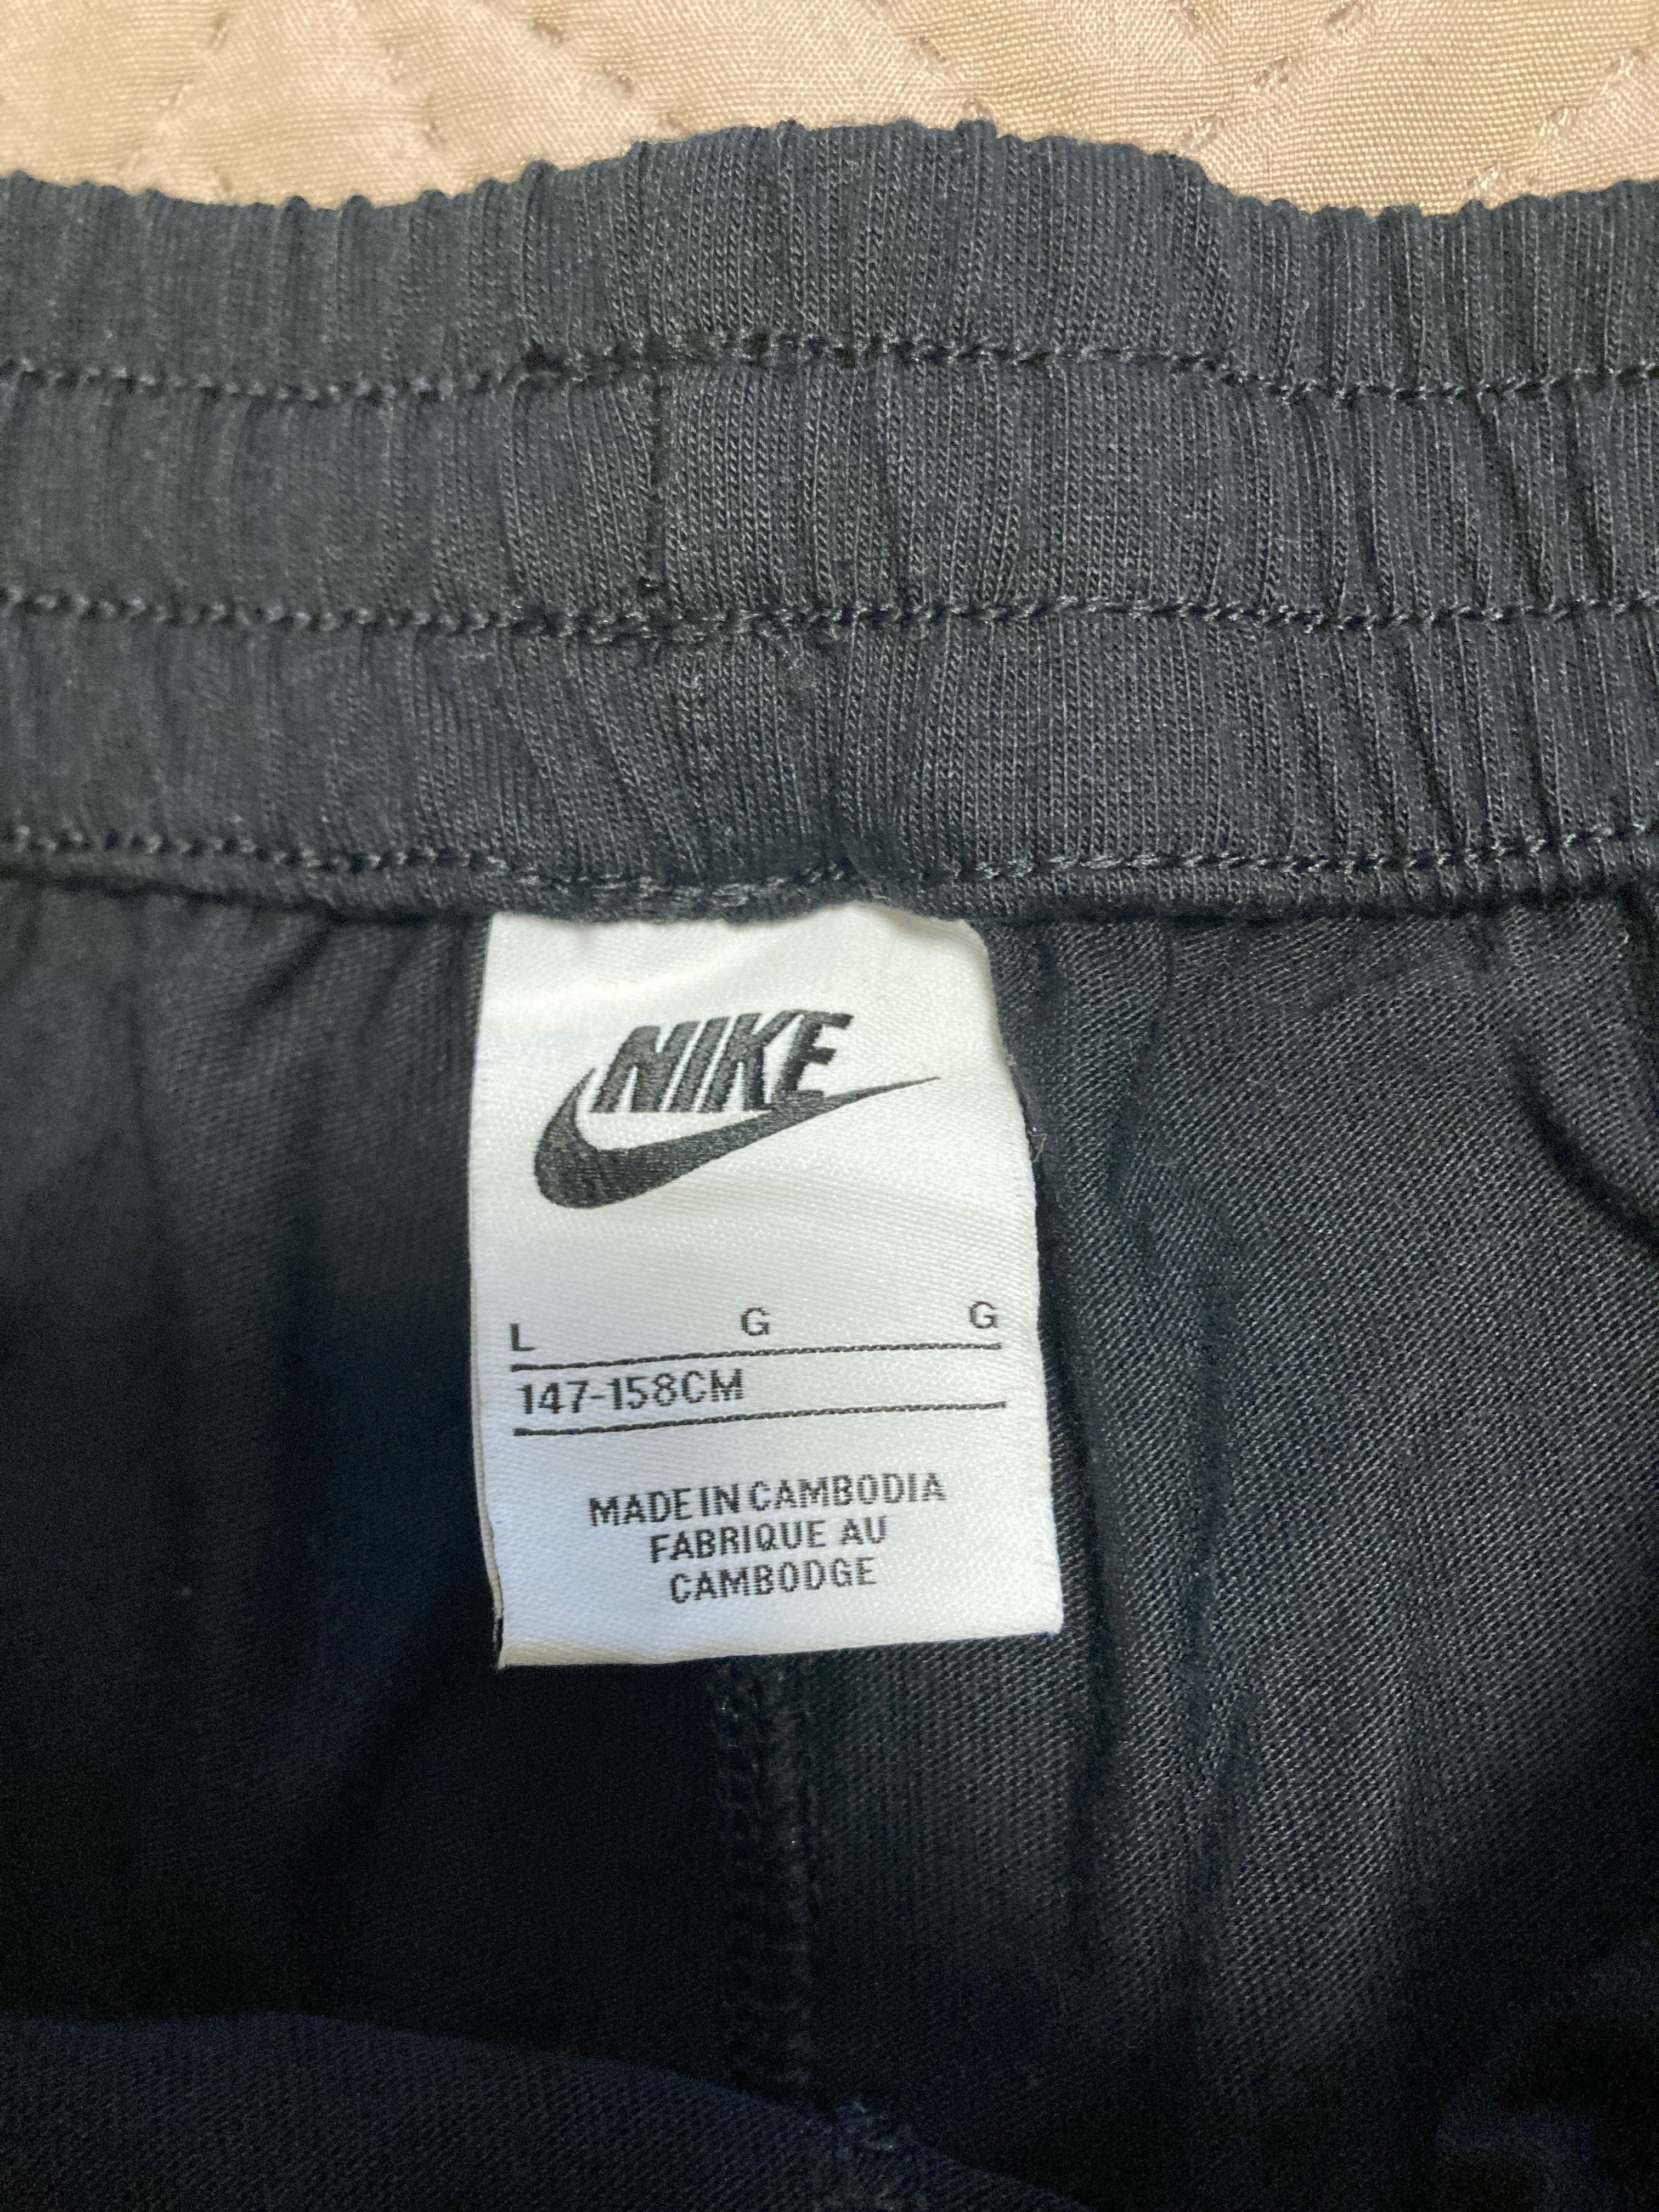 NIKE
L G G
147-158CM
MADE IN CAMBODIA
FABRIQUE AU
CAMBODGE